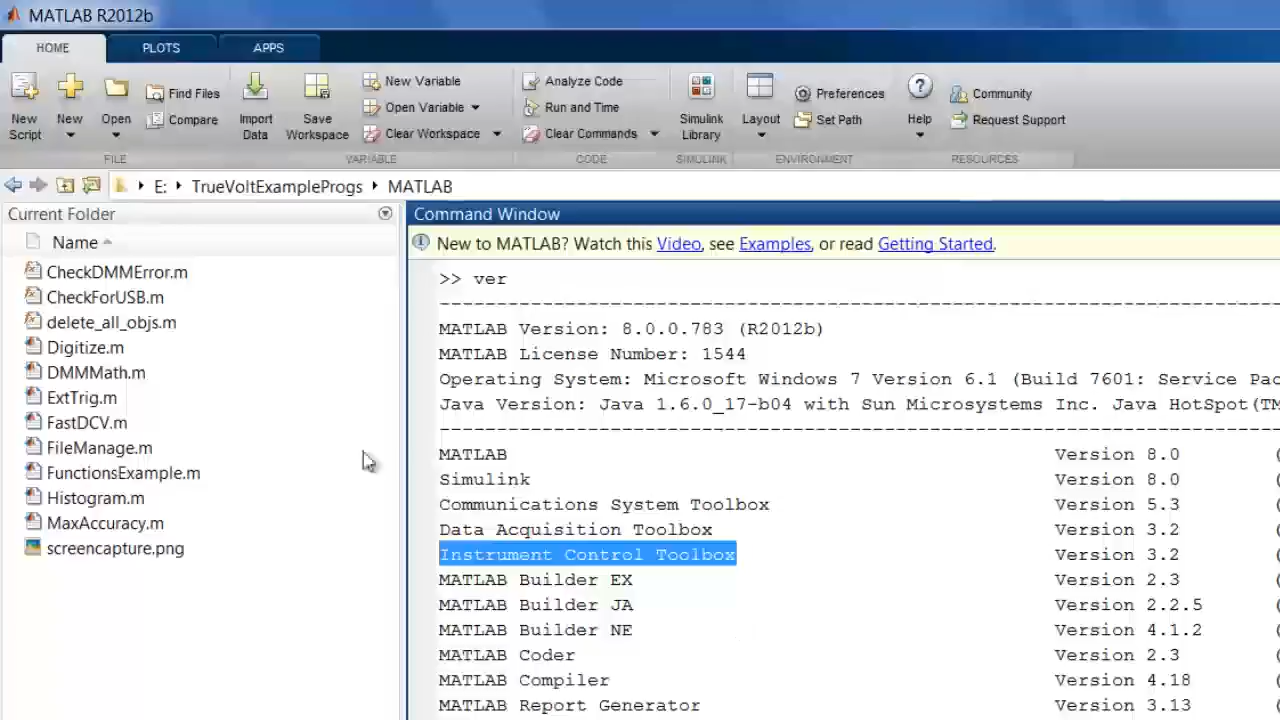 MATLAB R2012b
HOME PLOTS APPS
New Script
New
Open
Find Files
Compare
Import Data
Save Workspace
New Variable
Open Variable
Clear Workspace
Analyze Code
Run and Time
Clear Commands
Simulink Library
Layout
Preferences
Set Path
Help
Community
Request Support
FILE VARIABLE CODE SIMULINK ENVIRONMENT RESOURCES
E: TrueVoltExampleProgs MATLAB
Current Folder
Name
CheckDMMError.m
CheckForUSB.m
delete_all_objs.m
Digitize.m
DMMMath.m
ExtTrig.m
FastDCV.m
FileManage.m
FunctionsExample.m
Histogram.m
MaxAccuracy.m
screencapture.png
Command Window
New to MATLAB? Watch this Video, see Examples, or read Getting Started.
>> ver
--------------------------------------------------------------------------
MATLAB Version: 8.0.0.783 (R2012b)
MATLAB License Number: 1544
Operating System: Microsoft Windows 7 Version 6.1 (Build 7601: Service Pac
Java Version: Java 1.6.0_17-b04 with Sun Microsystems Inc. Java HotSpot(TM
--------------------------------------------------------------------------
MATLAB Version 8.0 (
Simulink Version 8.0 (
Communications System Toolbox Version 5.3 (
Data Acquisition Toolbox Version 3.2 (
Instrument Control Toolbox Version 3.2 (
MATLAB Builder EX Version 2.3 (
MATLAB Builder JA Version 2.2.5 (
MATLAB Builder NE Version 4.1.2 (
MATLAB Coder Version 2.3 (
MATLAB Compiler Version 4.18 (
MATLAB Report Generator Version 3.13 (